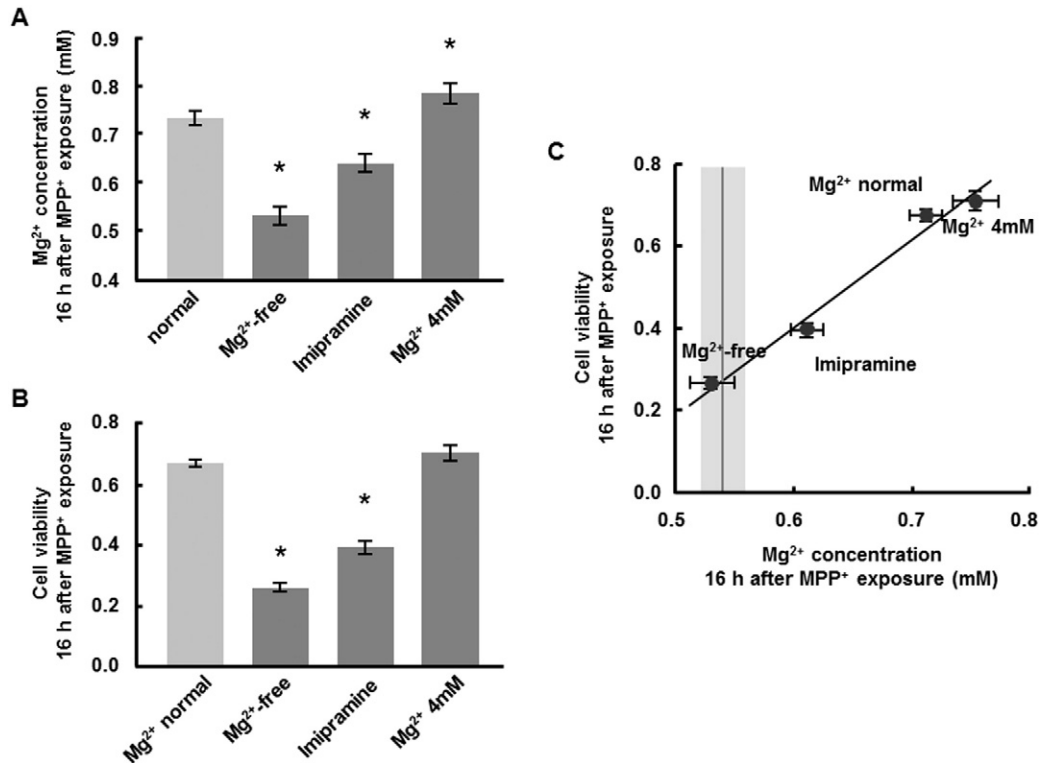 A
Mg²⁺ concentration
16 h after MPP⁺ exposure (mM)
0.9
0.8
0.7
0.6
0.5
0.4
*
*
*
normal
Mg²⁺-free
Imipramine
Mg²⁺ 4mM
B
Cell viability
16 h after MPP⁺ exposure
0.8
0.6
0.4
0.2
0.0
*
*
Mg²⁺ normal
Mg²⁺-free
Imipramine
Mg²⁺ 4mM
C
Cell viability
16 h after MPP⁺ exposure
0.8
0.6
0.4
0.2
0.0
Mg²⁺ normal
Mg²⁺ 4mM
Mg²⁺-free
Imipramine
0.5 0.6 0.7 0.8
Mg²⁺ concentration
16 h after MPP⁺ exposure (mM)